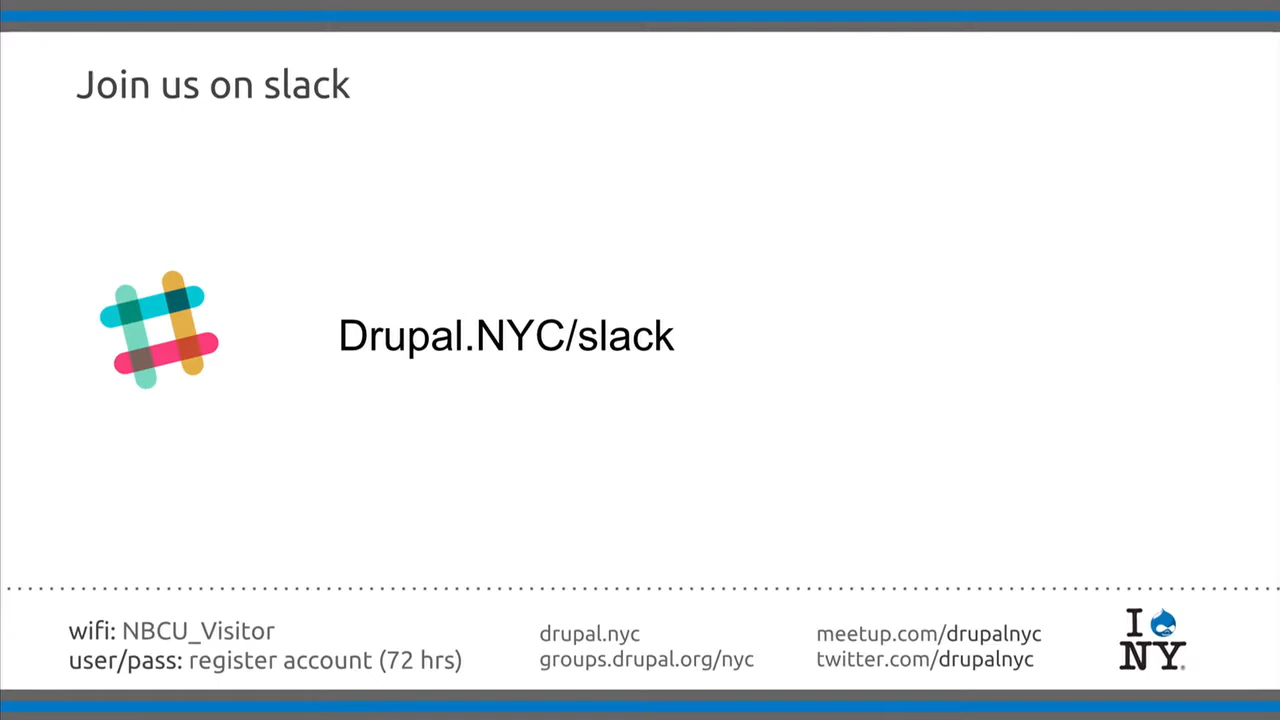 Join us on slack
Drupal.NYC/slack
wifi: NBCU_Visitor
user/pass: register account (72 hrs)
drupal.nyc
groups.drupal.org/nyc
meetup.com/drupalnyc
twitter.com/drupalnyc
I
NY®